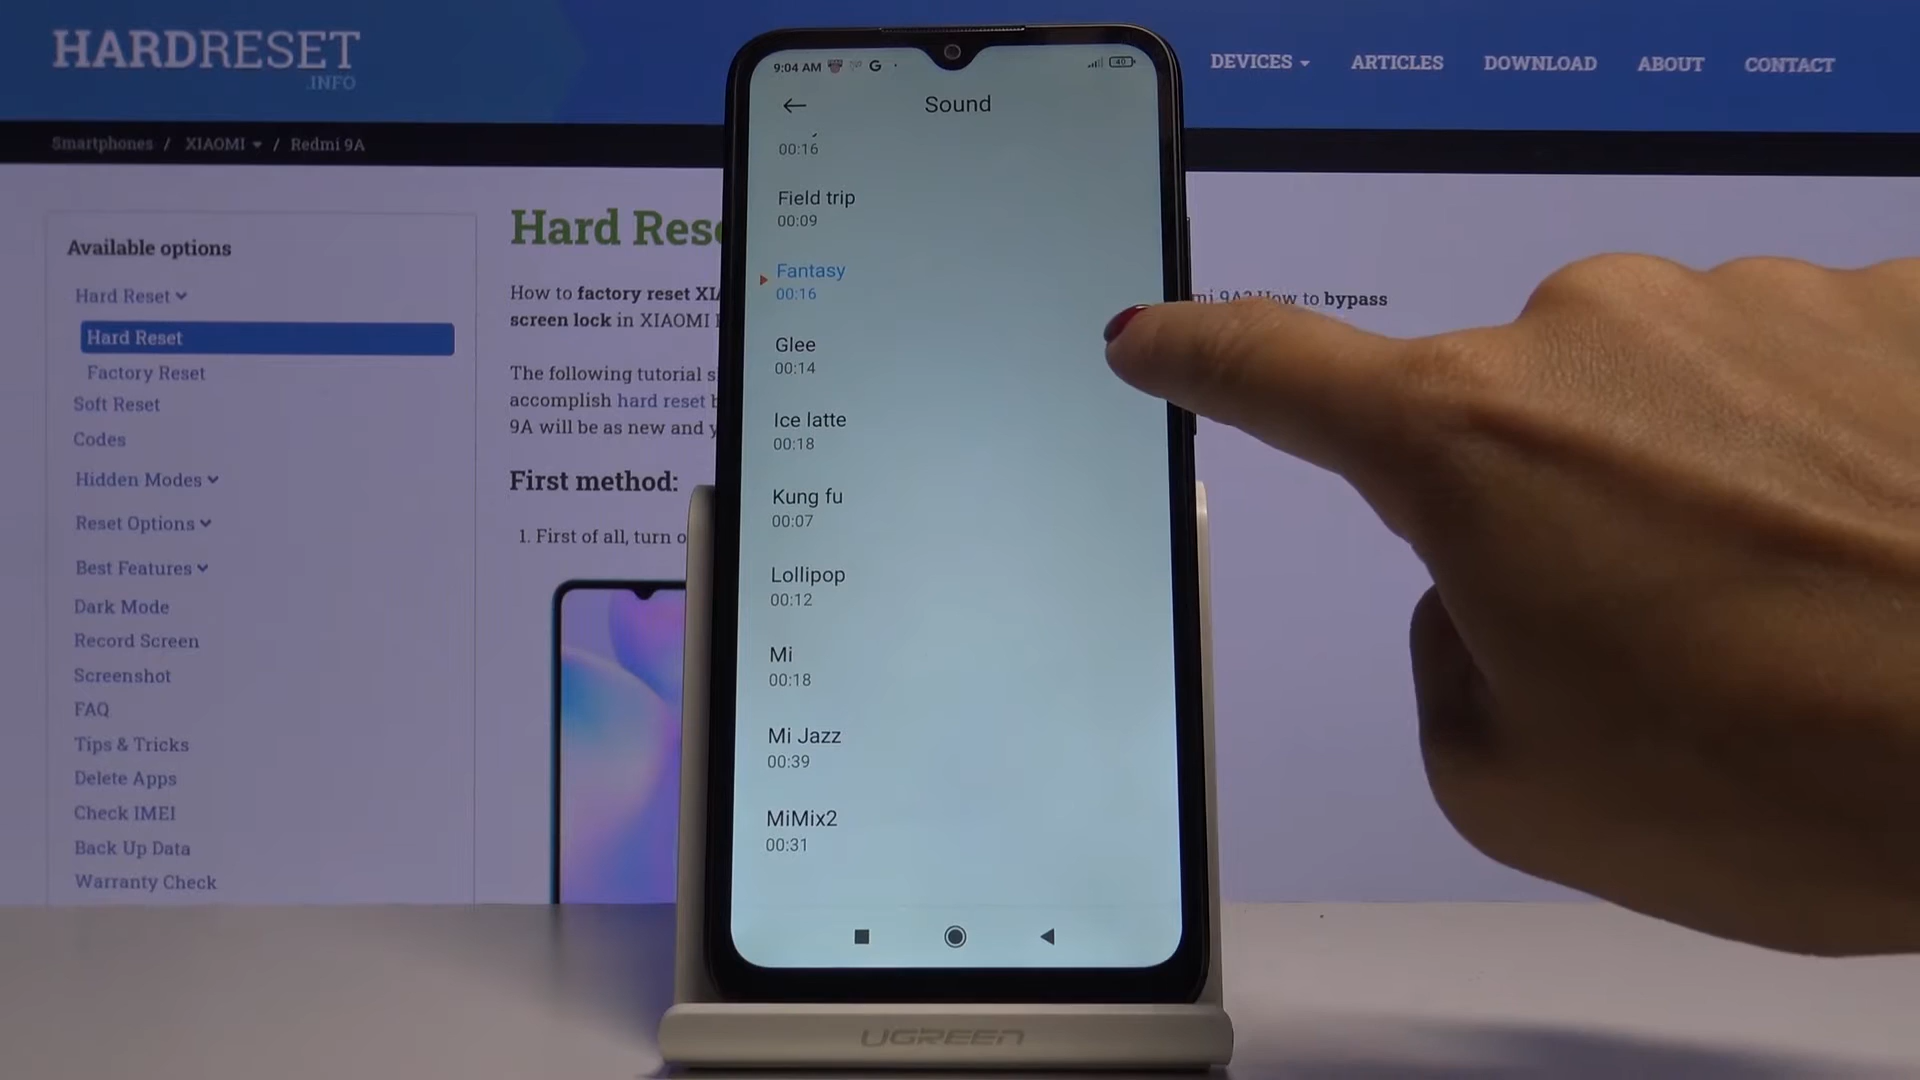 HARDRESET
.INFO
DEVICES
ARTICLES
DOWNLOAD
ABOUT
CONTACT
Smartphones / XIAOMI / Redmi 9A
Available options
Hard Reset
Hard Reset
Factory Reset
Soft Reset
Codes
Hidden Modes
Reset Options
Best Features
Dark Mode
Record Screen
Screenshot
FAQ
Tips & Tricks
Delete Apps
Check IMEI
Back Up Data
Warranty Check
Hard
How to factory reset
9A? How to bypass
screen lock in XIAOMI
The following tutorial
accomplish hard reset
9A will be as new and
First method:
1. First of all, turn
9:04 AM G 40
Sound
00:16
Field trip
00:09
Fantasy
00:16
Glee
00:14
Ice latte
00:18
Kung fu
00:07
Lollipop
00:12
Mi
00:18
Mi Jazz
00:39
MiMix2
00:31
UGREEN